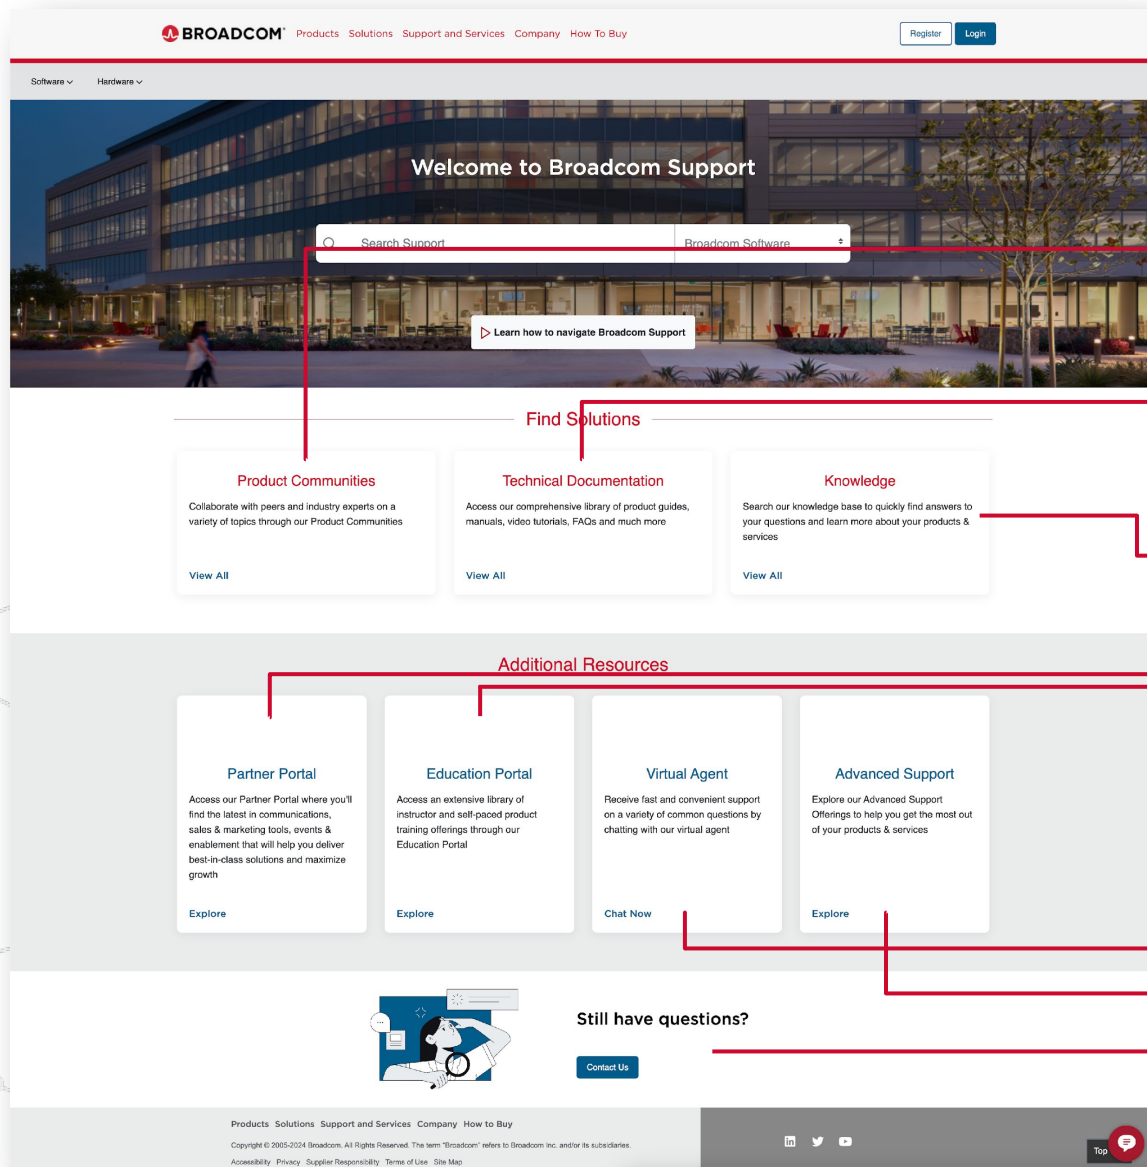 BROADCOM® Products Solutions Support and Services Company How To Buy Register Login
Software Hardware
Welcome to Broadcom Support
Search Support Broadcom Software
Learn how to navigate Broadcom Support
Find Solutions
Product Communities
Collaborate with peers and industry experts on a
variety of topics through our Product Communities
View All
Technical Documentation
Access our comprehensive library of product guides,
manuals, video tutorials, FAQs and much more
View All
Knowledge
Search our knowledge base to quickly find answers to
your questions and learn more about your products &
services
View All
Additional Resources
Partner Portal
Access our Partner Portal where you'll
find the latest in communications,
sales & marketing tools, events &
enablement that will help you deliver
best-in-class solutions and maximize
growth
Explore
Education Portal
Access an extensive library of
instructor and self-paced product
training offerings through our
Education Portal
Explore
Virtual Agent
Receive fast and convenient support
on a variety of common questions by
chatting with our virtual agent
Chat Now
Advanced Support
Explore our Advanced Support
Offerings to help you get the most out
of your products & services
Explore
Still have questions?
Contact Us
Products Solutions Support and Services Company How to Buy
Copyright © 2005-2024 Broadcom. All Rights Reserved. The term "Broadcom" refers to Broadcom Inc. and/or its subsidiaries.
Accessibility Privacy Supplier Responsibility Terms of Use Site Map
Top